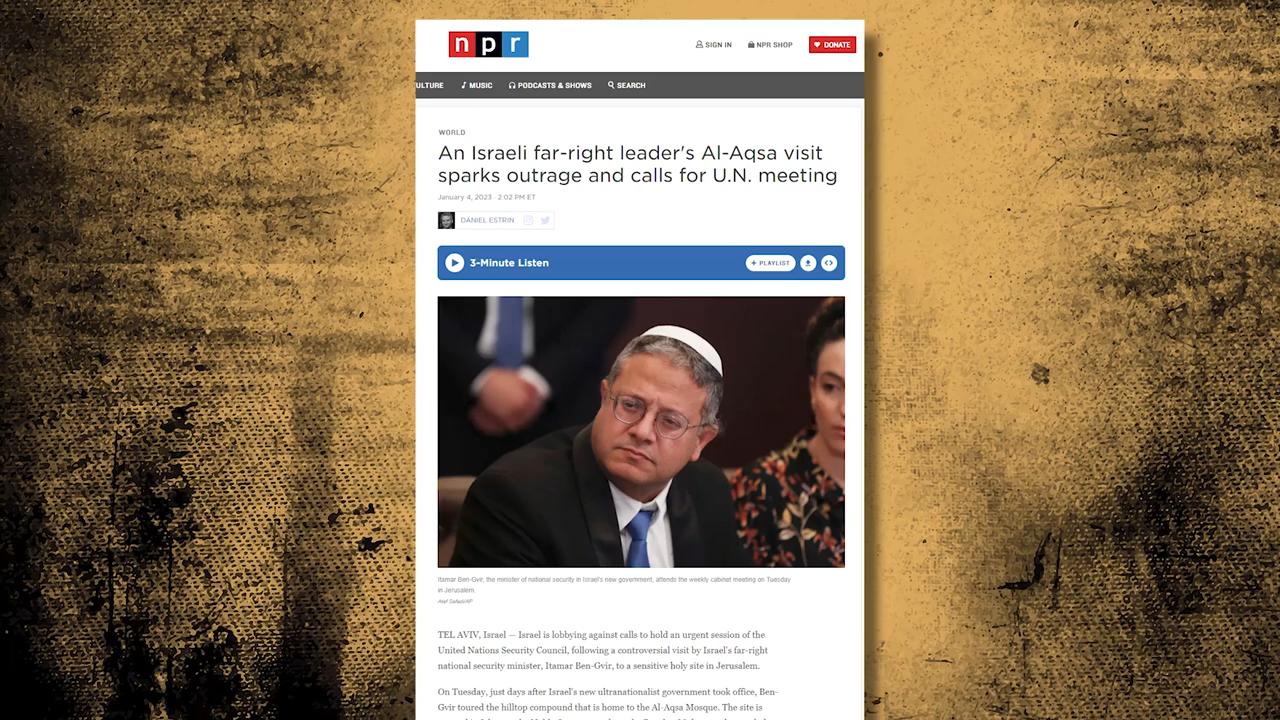 npr
SIGN IN
NPR SHOP
DONATE
ULTURE
MUSIC
PODCASTS & SHOWS
SEARCH
WORLD
An Israeli far-right leader's Al-Aqsa visit
sparks outrage and calls for U.N. meeting
January 4, 2023 · 2:02 PM ET
DANIEL ESTRIN
3-Minute Listen
+ PLAYLIST
Itamar Ben-Gvir, the minister of national security in Israel's new government, attends the weekly cabinet meeting on Tuesday
in Jerusalem.
Atef Safadi/AP
TEL AVIV, Israel — Israel is lobbying against calls to hold an urgent session of the
United Nations Security Council, following a controversial visit by Israel's far-right
national security minister, Itamar Ben-Gvir, to a sensitive holy site in Jerusalem.
On Tuesday, just days after Israel's new ultranationalist government took office, Ben-
Gvir toured the hilltop compound that is home to the Al-Aqsa Mosque. The site is